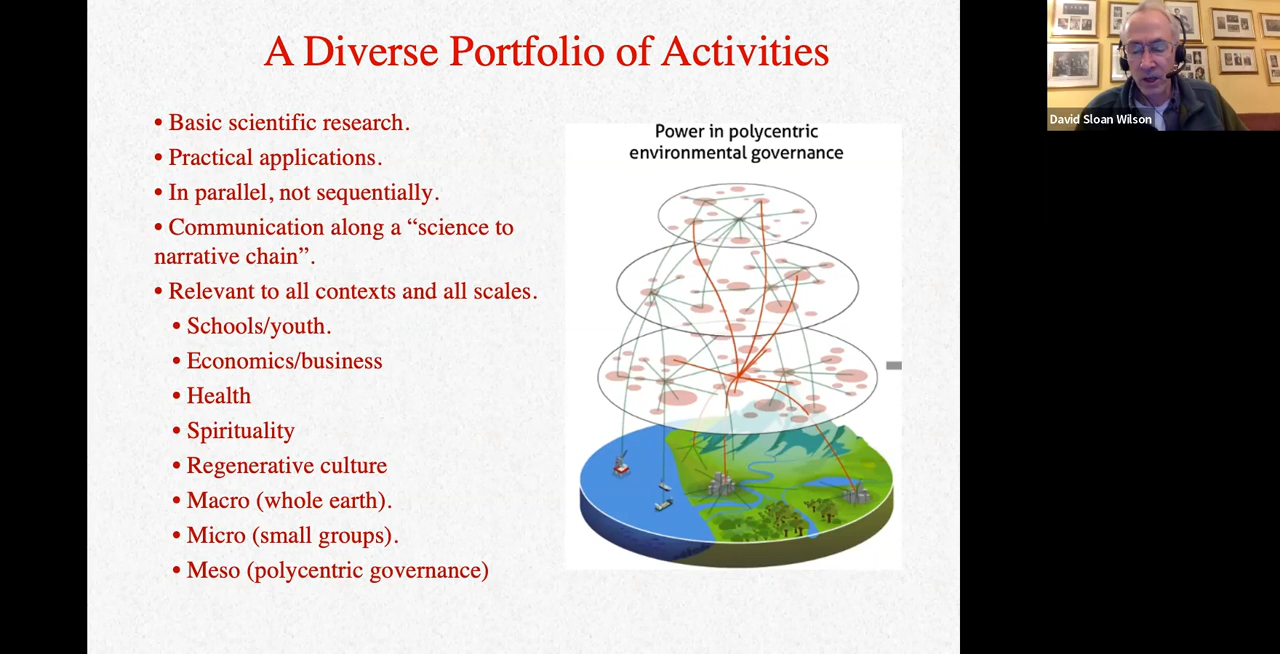 A Diverse Portfolio of Activities
• Basic scientific research.
• Practical applications.
• In parallel, not sequentially.
• Communication along a “science to
narrative chain”.
• Relevant to all contexts and all scales.
• Schools/youth.
• Economics/business
• Health
• Spirituality
• Regenerative culture
• Macro (whole earth).
• Micro (small groups).
• Meso (polycentric governance)
Power in polycentric
environmental governance
David Sloan Wilson